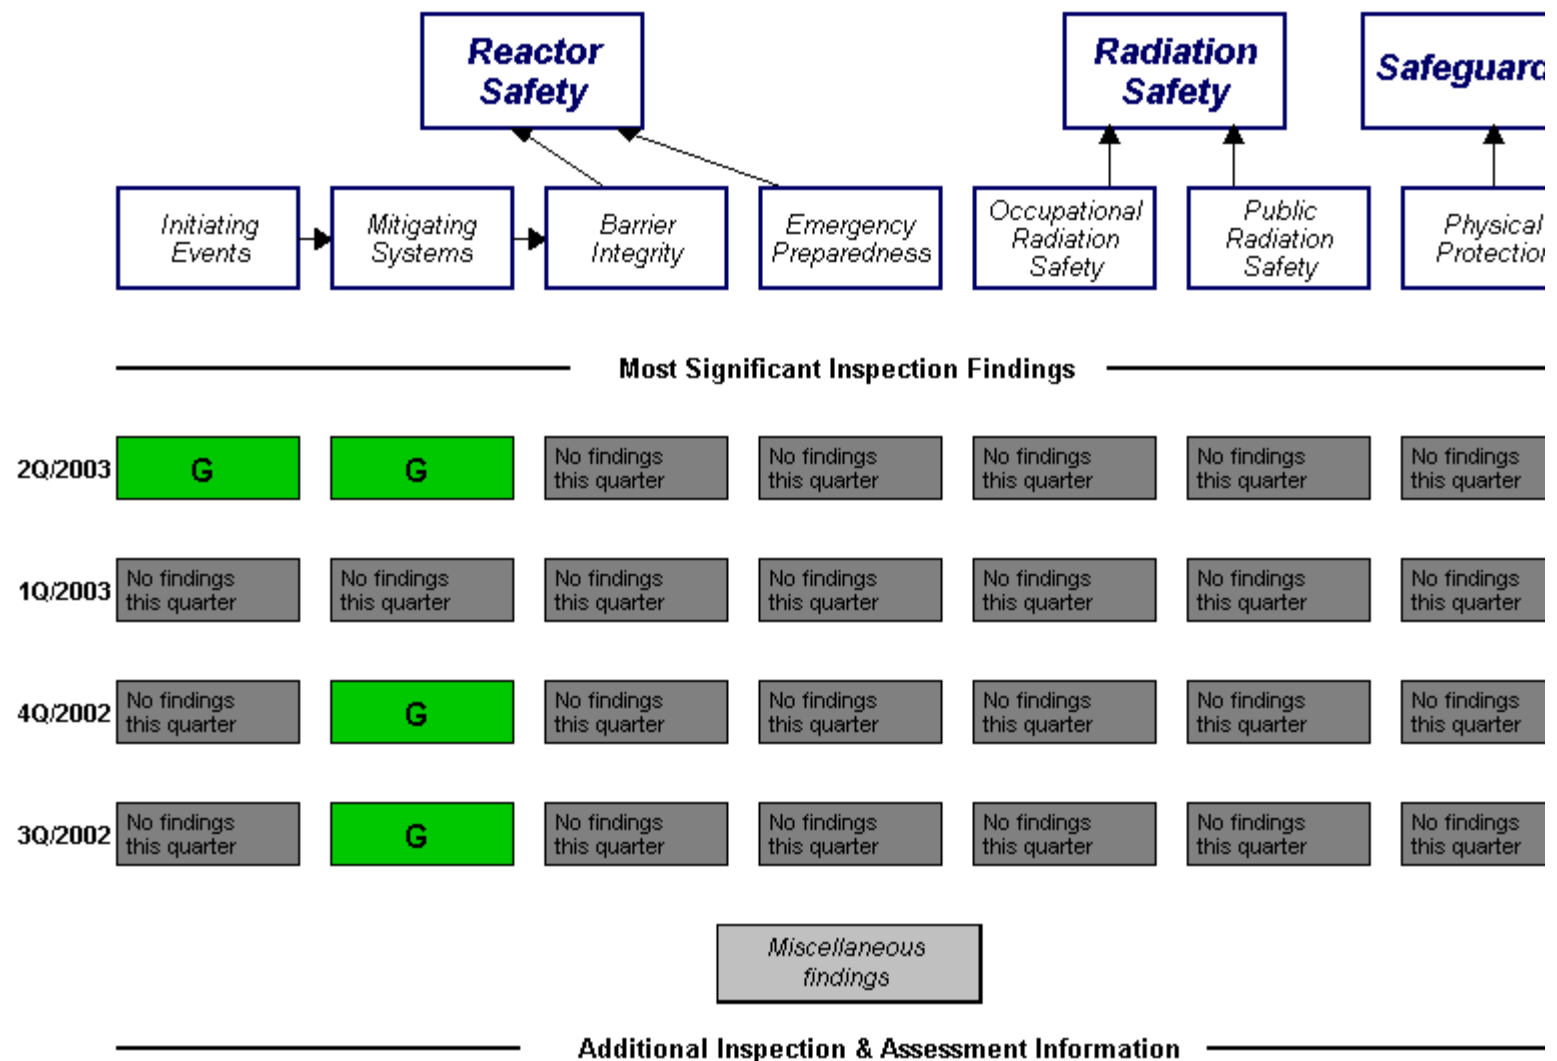 Reactor
Safety
Radiation
Safety
Safeguard
Initiating
Events
Mitigating
Systems
Barrier
Integrity
Emergency
Preparedness
Occupational
Radiation
Safety
Public
Radiation
Safety
Physical
Protection
Most Significant Inspection Findings
2Q/2003
G
G
No findings
this quarter
No findings
this quarter
No findings
this quarter
No findings
this quarter
No findings
this quarter
1Q/2003
No findings
this quarter
No findings
this quarter
No findings
this quarter
No findings
this quarter
No findings
this quarter
No findings
this quarter
No findings
this quarter
4Q/2002
No findings
this quarter
G
No findings
this quarter
No findings
this quarter
No findings
this quarter
No findings
this quarter
No findings
this quarter
3Q/2002
No findings
this quarter
G
No findings
this quarter
No findings
this quarter
No findings
this quarter
No findings
this quarter
No findings
this quarter
Miscellaneous
findings
Additional Inspection & Assessment Information